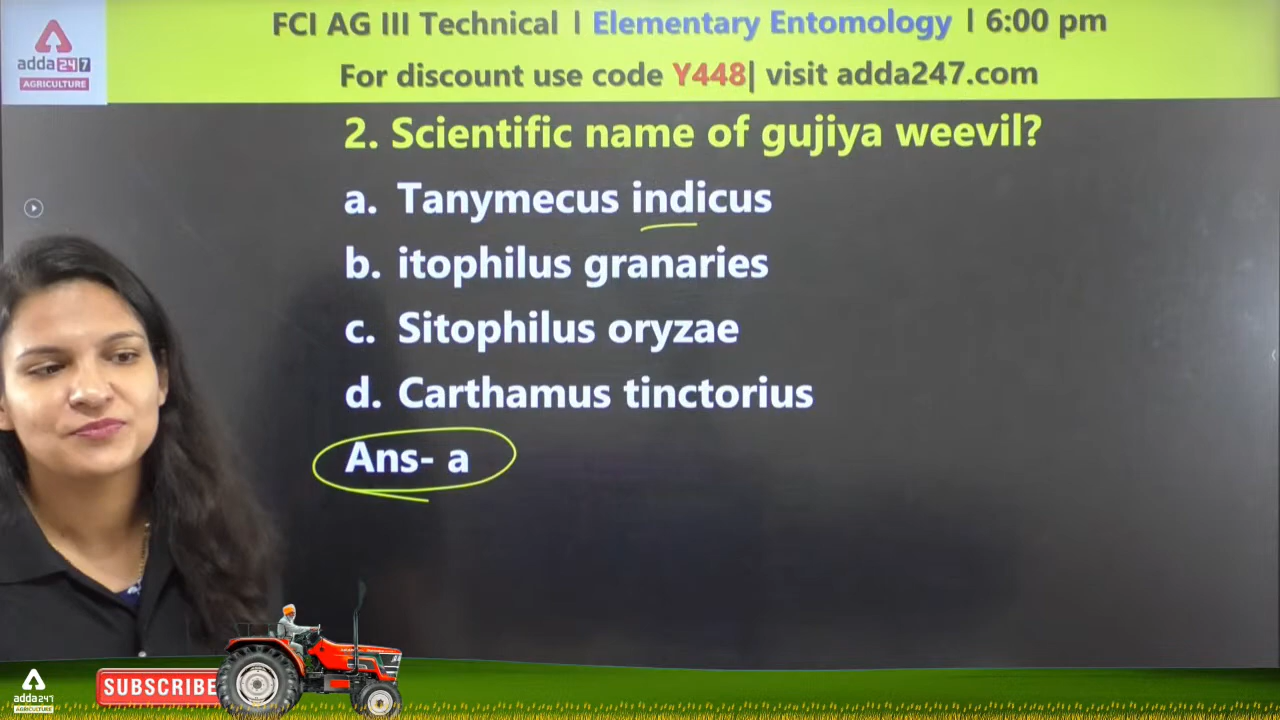 FCI AG III Technical | Elementary Entomology | 6:00 pm
For discount use code Y448| visit adda247.com
adda247
AGRICULTURE
2. Scientific name of gujiya weevil?
a. Tanymecus indicus
b. itophilus granaries
c. Sitophilus oryzae
d. Carthamus tinctorius
Ans- a
adda247
AGRICULTURE
SUBSCRIBE